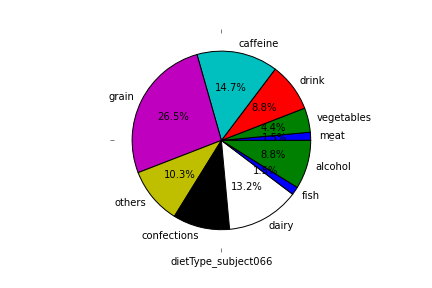 caffeine
14.7%
drink
8.8%
grain
26.5%
vegetables
4.4%
meat
8.8%
alcohol
10.3%
13.2%
fish
others
dairy
confections
dietType_subject066